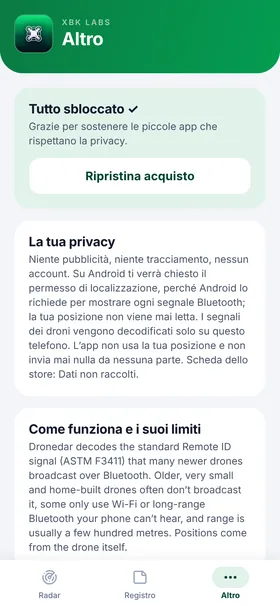 XBK LABS
Altro
Tutto sbloccato ✓
Grazie per sostenere le piccole app che
rispettano la privacy.
Ripristina acquisto
La tua privacy
Niente pubblicità, niente tracciamento, nessun
account. Su Android ti verrà chiesto il
permesso di localizzazione, perché Android lo
richiede per mostrare ogni segnale Bluetooth;
la tua posizione non viene mai letta. I segnali
dei droni vengono decodificati solo su questo
telefono. L'app non usa la tua posizione e non
invia mai nulla da nessuna parte. Scheda dello
store: Dati non raccolti.
Come funziona e i suoi limiti
Dronedar decodes the standard Remote ID
signal (ASTM F3411) that many newer drones
broadcast over Bluetooth. Older, very small
and home-built drones often don't broadcast
it, some only use Wi-Fi or long-range
Bluetooth your phone can't hear, and range is
usually a few hundred metres. Positions come
from the drone itself.
Radar
Registro
Altro